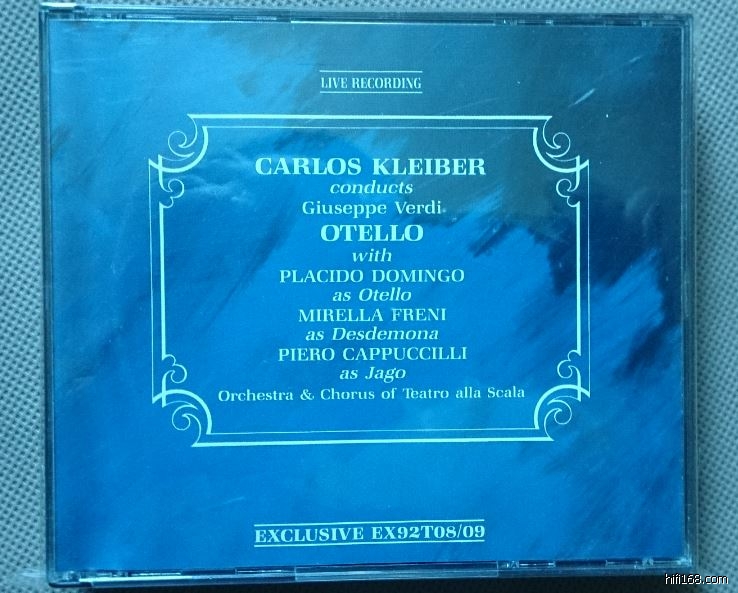 LIVE RECORDING
CARLOS KLEIBER
conducts
Giuseppe Verdi
OTELLO
with
PLACIDO DOMINGO
as Otello
MIRELLA FRENI
as Desdemona
PIERO CAPPUCCILLI
as Jago
Orchestra & Chorus of Teatro alla Scala
EXCLUSIVE EX92T08/09
hifi168.com